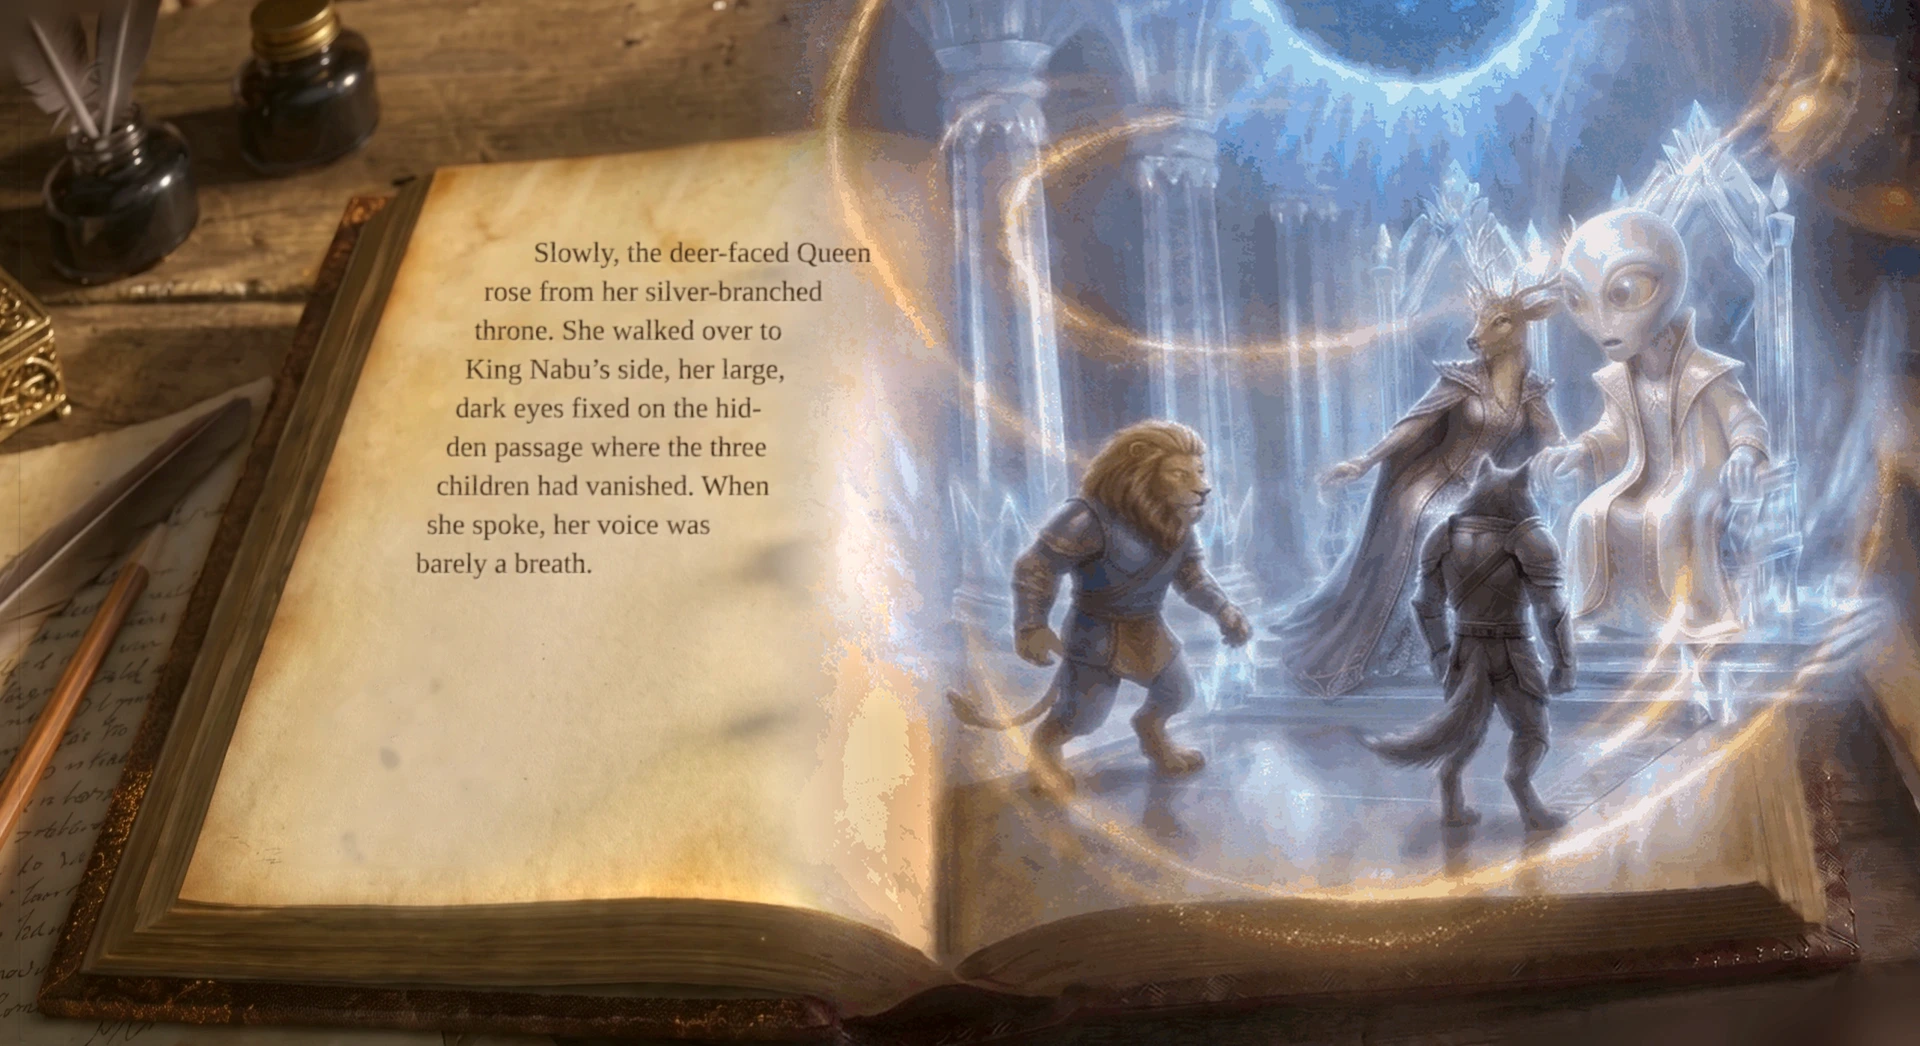 Slowly, the deer-faced Queen
rose from her silver-branched
throne. She walked over to
King Nabu’s side, her large,
dark eyes fixed on the hid-
den passage where the three
children had vanished. When
she spoke, her voice was
barely a breath.